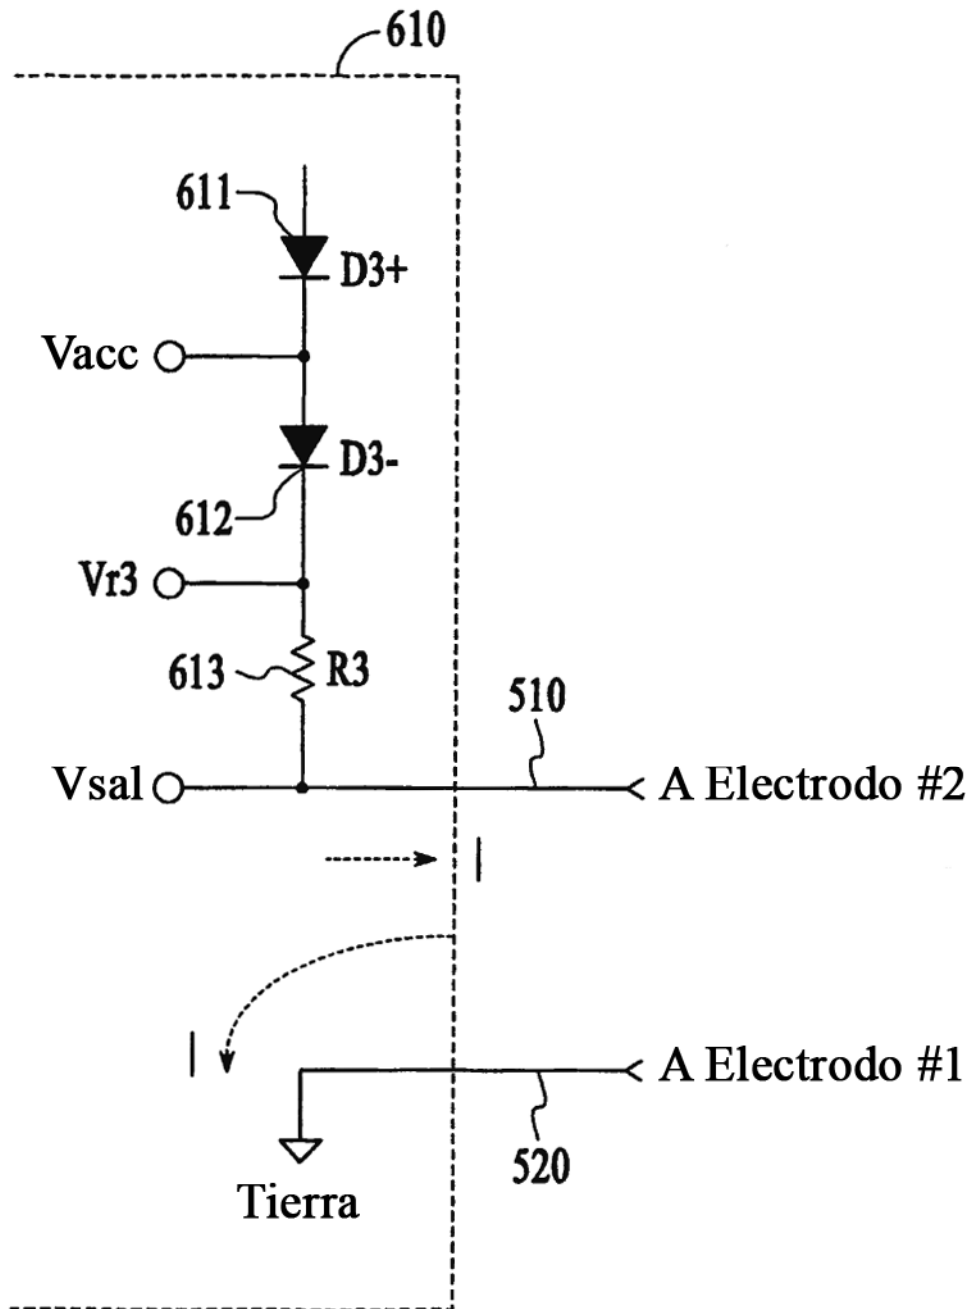 610
611
D3+
Vacc
D3-
612
Vr3
613
R3
510
Vsal
A Electrodo #2
I
I
A Electrodo #1
520
Tierra